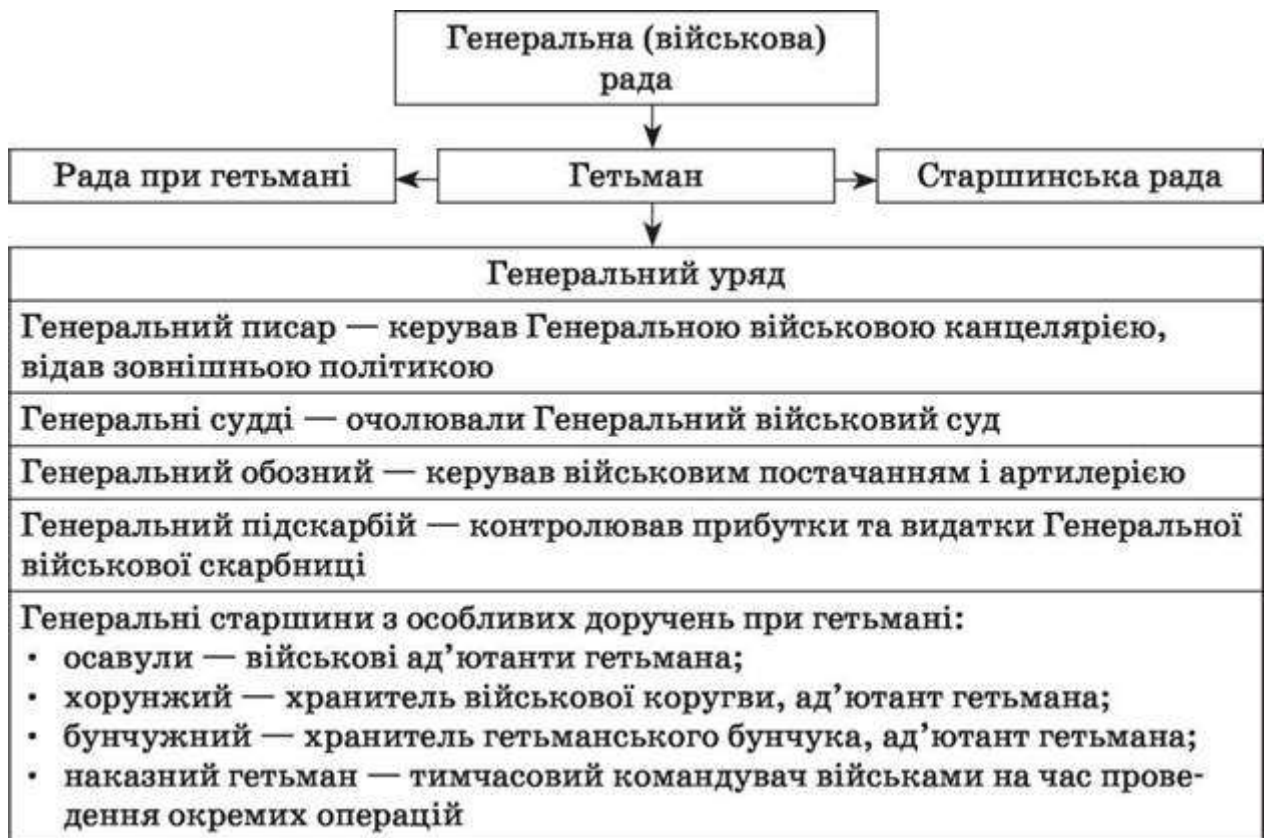 Генеральна (військова)
рада
Рада при гетьмані
Гетьман
Старшинська рада
Генеральний уряд
Генеральний писар — керував Генеральною військовою канцелярією,
відав зовнішньою політикою
Генеральні судді — очолювали Генеральний військовий суд
Генеральний обозний — керував військовим постачанням і артилерією
Генеральний підскарбій — контролював прибутки та видатки Генеральної
військової скарбниці
Генеральні старшини з особливих доручень при гетьмані:
· осавули — військові ад’ютанти гетьмана;
· хорунжий — хранитель військової коругви, ад’ютант гетьмана;
· бунчужний — хранитель гетьманського бунчука, ад’ютант гетьмана;
· наказний гетьман — тимчасовий командувач військами на час прове-
дення окремих операцій